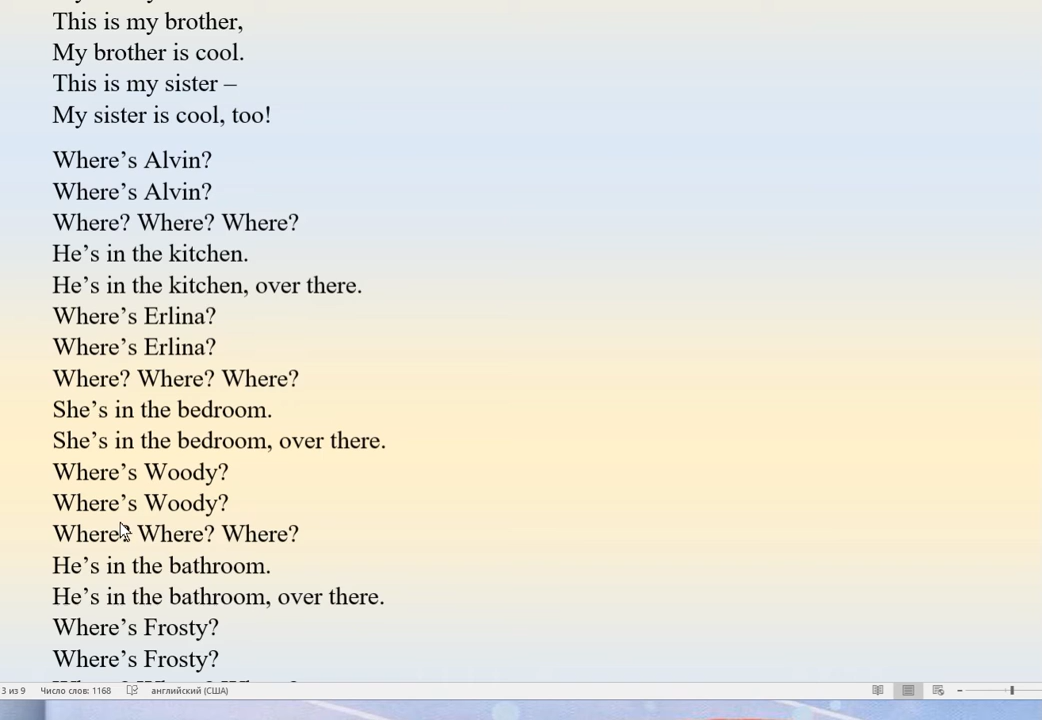 This is my brother,
My brother is cool.
This is my sister –
My sister is cool, too!
Where’s Alvin?
Where’s Alvin?
Where? Where? Where?
He’s in the kitchen.
He’s in the kitchen, over there.
Where’s Erlina?
Where’s Erlina?
Where? Where? Where?
She’s in the bedroom.
She’s in the bedroom, over there.
Where’s Woody?
Where’s Woody?
Where? Where? Where?
He’s in the bathroom.
He’s in the bathroom, over there.
Where’s Frosty?
Where’s Frosty?
3 из 9 Число слов: 1168 английский (США)